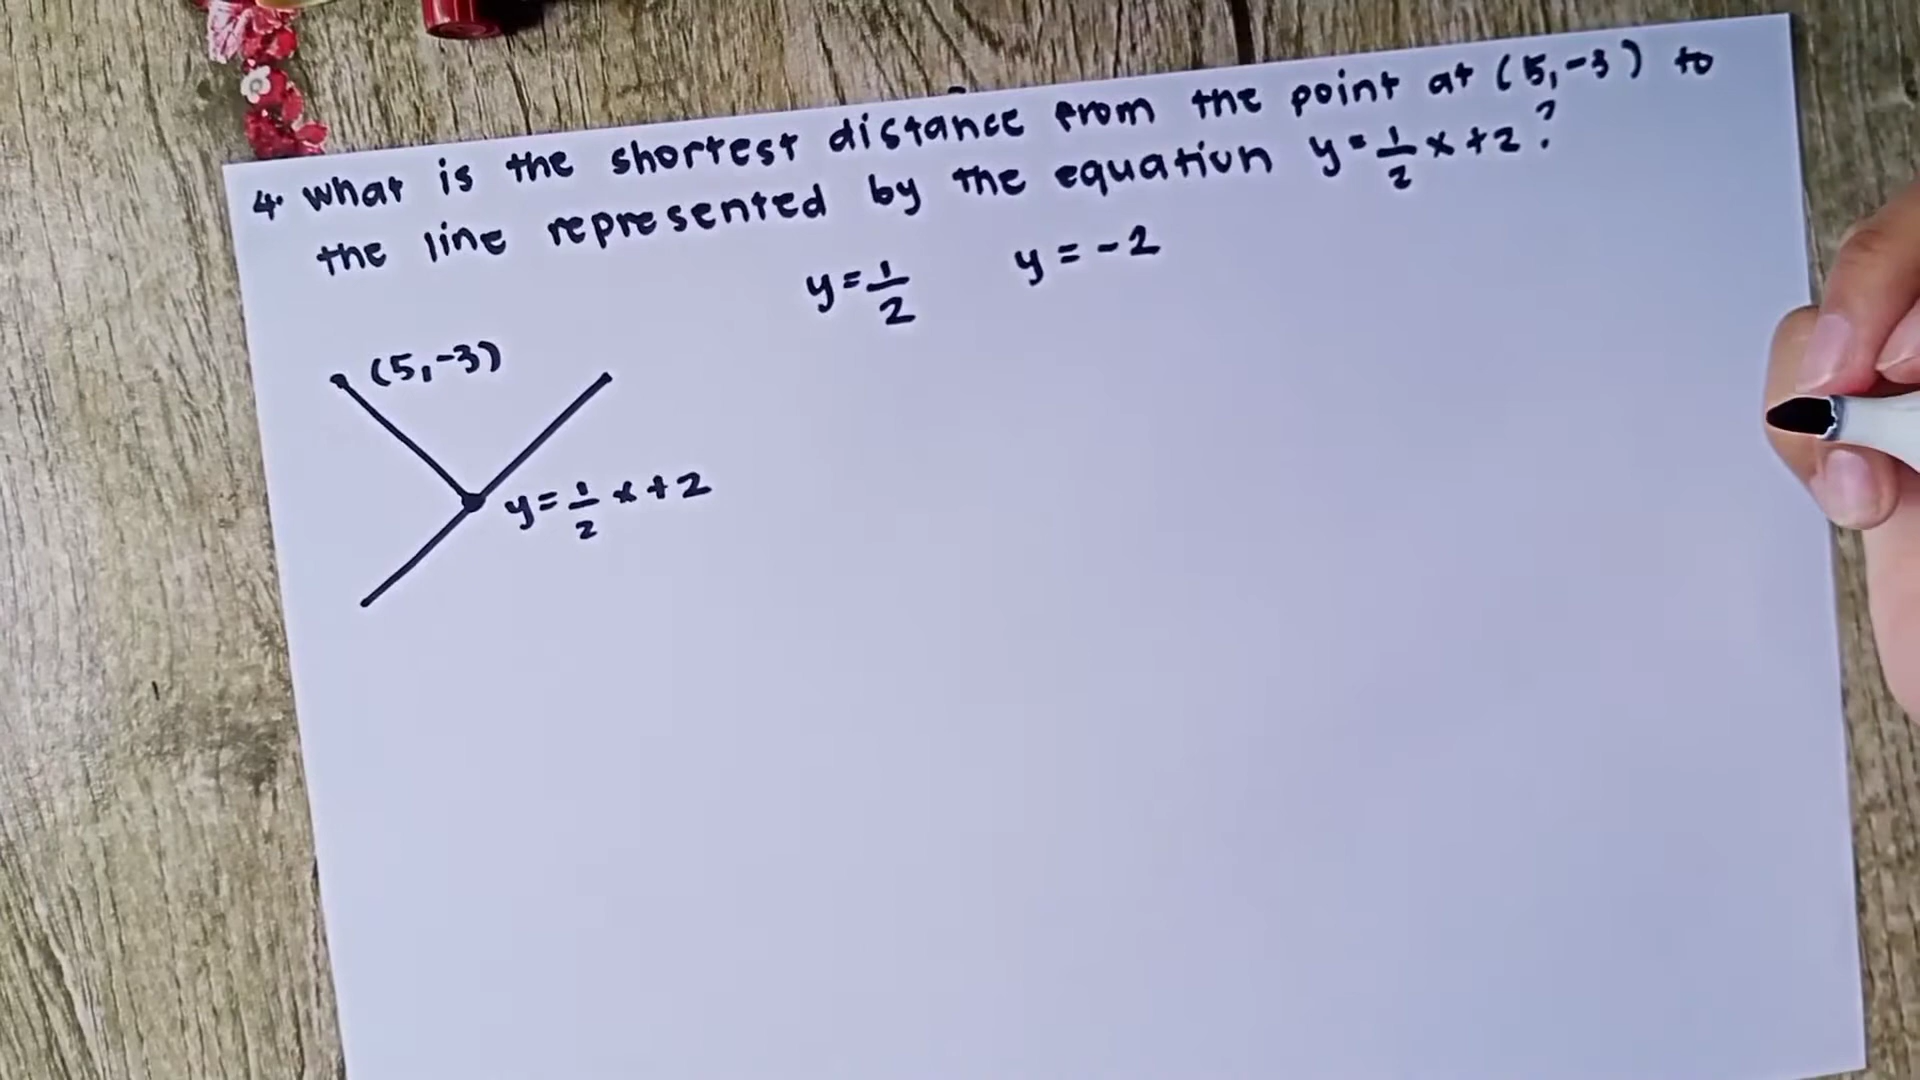 4. What is the shortest distance from the point at (5,-3) to
the line represented by the equation y = 1/2 x + 2?
y = 1/2 y = -2
(5,-3)
y = 1/2 x + 2